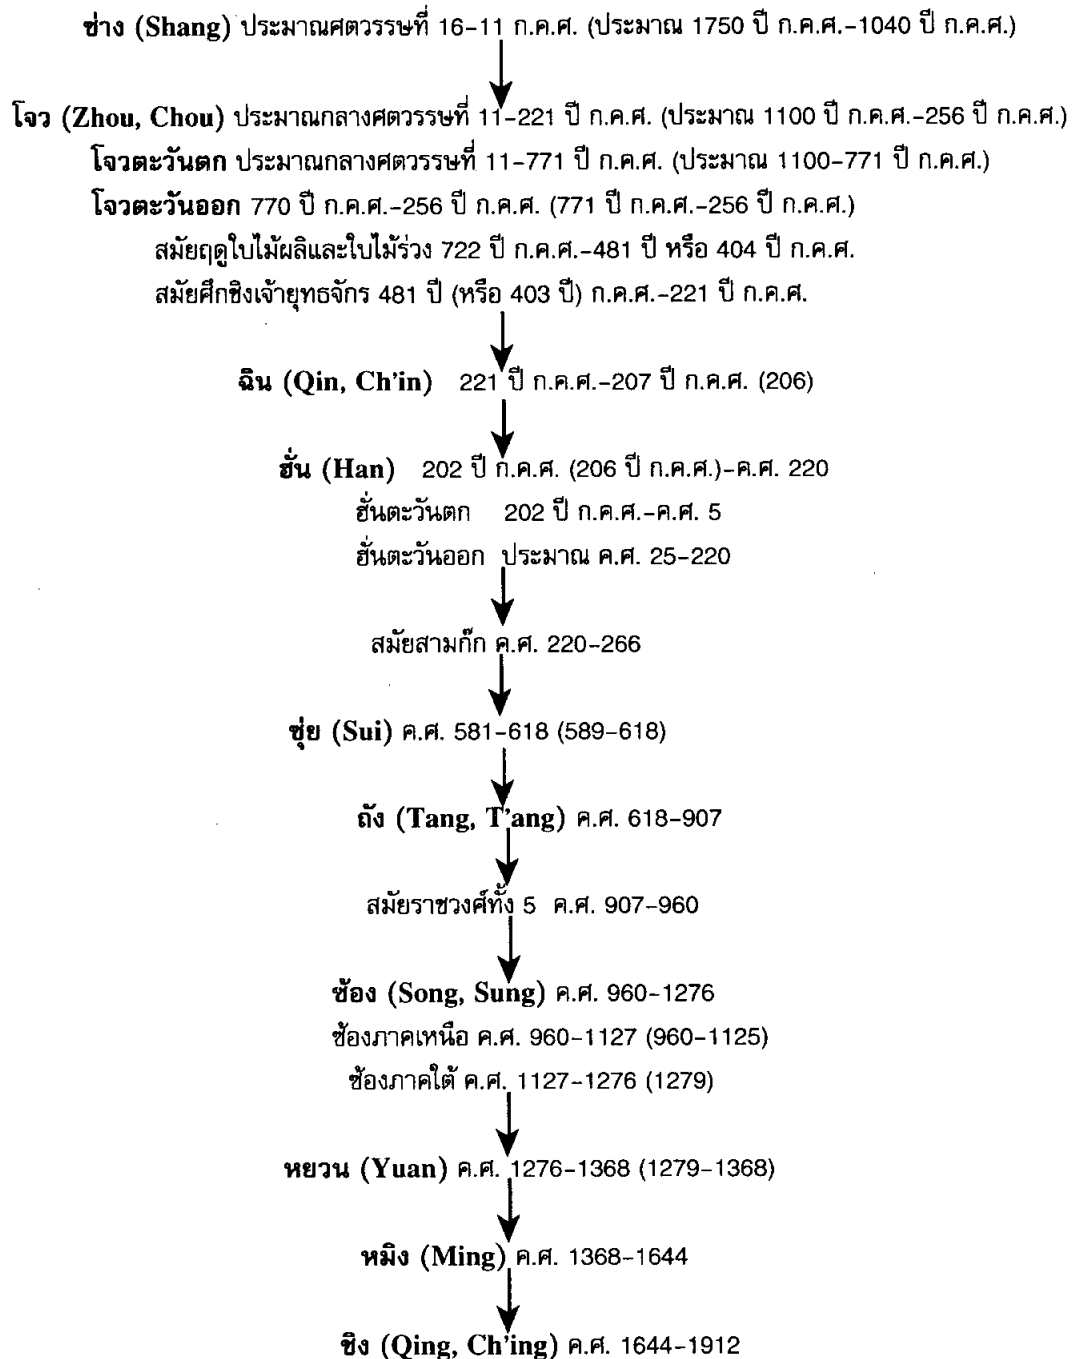 ซ่าง (Shang) ประมาณศตวรรษที่ 16-11 ก.ค.ศ. (ประมาณ 1750 ปี ก.ค.ศ.-1040 ปี ก.ค.ศ.)
โจว (Zhou, Chou) ประมาณกลางศตวรรษที่ 11-221 ปี ก.ค.ศ. (ประมาณ 1100 ปี ก.ค.ศ.-256 ปี ก.ค.ศ.)
โจวตะวันตก ประมาณกลางศตวรรษที่ 11-771 ปี ก.ค.ศ. (ประมาณ 1100-771 ปี ก.ค.ศ.)
โจวตะวันออก 770 ปี ก.ค.ศ.-256 ปี ก.ค.ศ. (771 ปี ก.ค.ศ.-256 ปี ก.ค.ศ.)
สมัยฤดูใบไม้ผลิและใบไม้ร่วง 722 ปี ก.ค.ศ.-481 ปี หรือ 404 ปี ก.ค.ศ.
สมัยศึกชิงเจ้ายุทธจักร 481 ปี (หรือ 403 ปี) ก.ค.ศ.-221 ปี ก.ค.ศ.
ฉิน (Qin, Ch'in) 221 ปี ก.ค.ศ.-207 ปี ก.ค.ศ. (206)
ฮั่น (Han) 202 ปี ก.ค.ศ. (206 ปี ก.ค.ศ.)-ค.ศ. 220
ฮั่นตะวันตก 202 ปี ก.ค.ศ.-ค.ศ. 5
ฮั่นตะวันออก ประมาณ ค.ศ. 25-220
สมัยสามก๊ก ค.ศ. 220-266
ซุ่ย (Sui) ค.ศ. 581-618 (589-618)
ถัง (Tang, T'ang) ค.ศ. 618-907
สมัยราชวงศ์ทั้ง 5 ค.ศ. 907-960
ซ้อง (Song, Sung) ค.ศ. 960-1276
ซ้องภาคเหนือ ค.ศ. 960-1127 (960-1125)
ซ้องภาคใต้ ค.ศ. 1127-1276 (1279)
หยวน (Yuan) ค.ศ. 1276-1368 (1279-1368)
หมิง (Ming) ค.ศ. 1368-1644
ชิง (Qing, Ch'ing) ค.ศ. 1644-1912